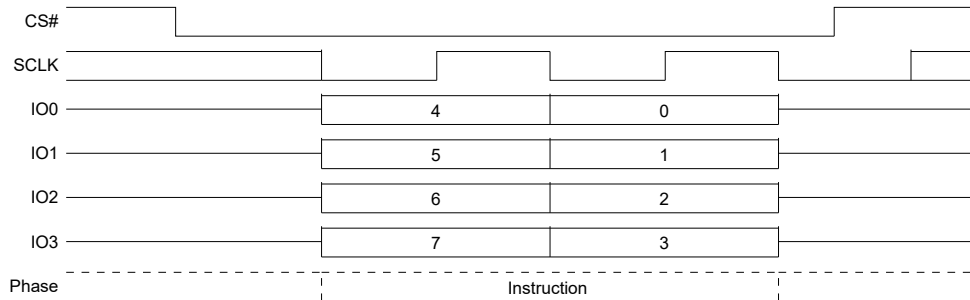 CS#
SCLK
IO0 4 0
IO1 5 1
IO2 6 2
IO3 7 3
Phase Instruction